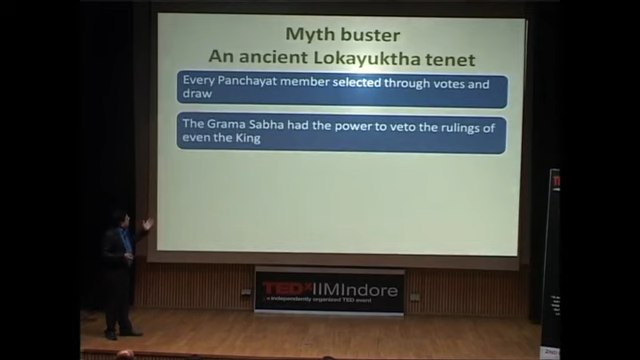 Myth buster
An ancient Lokayuktha tenet
Every Panchayat member selected through votes and
draw
The Grama Sabha had the power to veto the rulings of
even the King
TEDxIIMIndore
x independently organized TED event